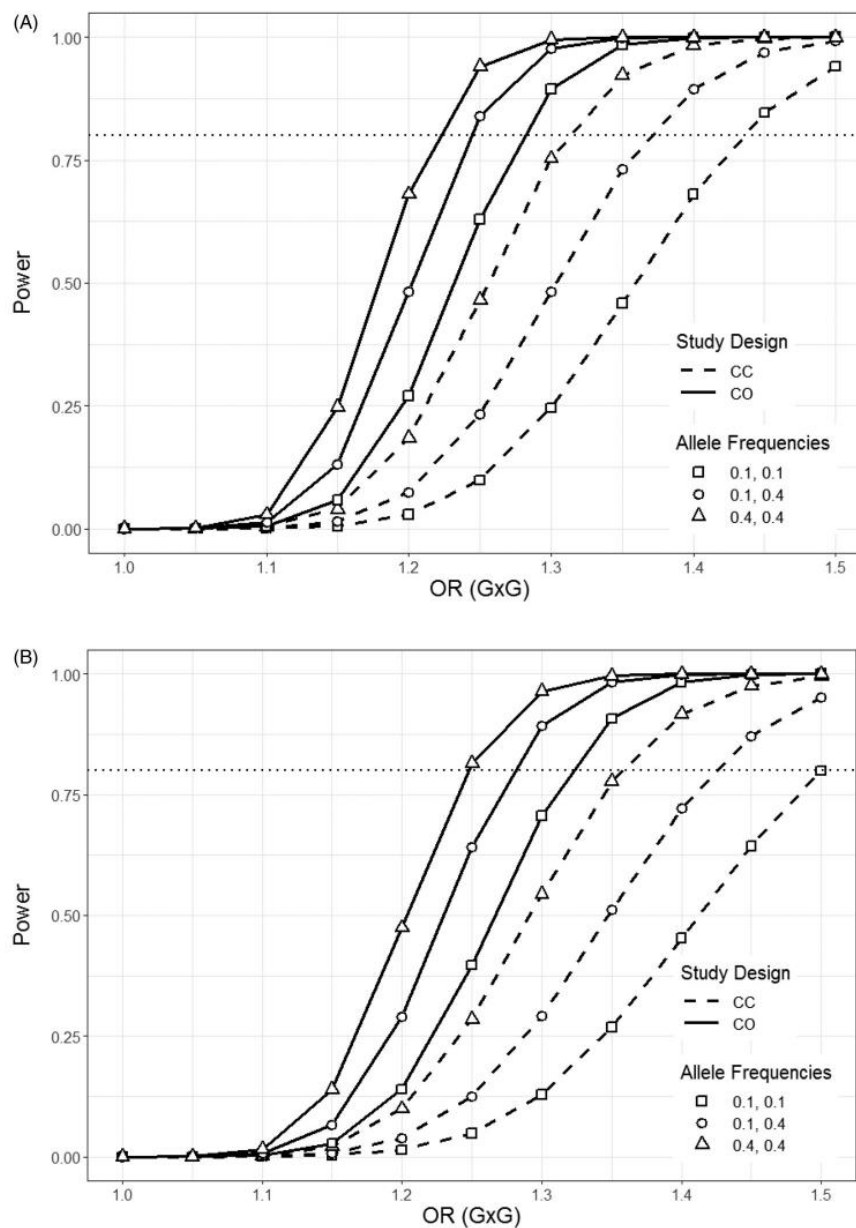 (A)
1.00
0.75
0.50
0.25
0.00
Power
Study Design
CC
CO
Allele Frequencies
0.1, 0.1
0.1, 0.4
0.4, 0.4
1.0 1.1 1.2 1.3 1.4 1.5
OR (GxG)
(B)
1.00
0.75
0.50
0.25
0.00
Power
Study Design
CC
CO
Allele Frequencies
0.1, 0.1
0.1, 0.4
0.4, 0.4
1.0 1.1 1.2 1.3 1.4 1.5
OR (GxG)